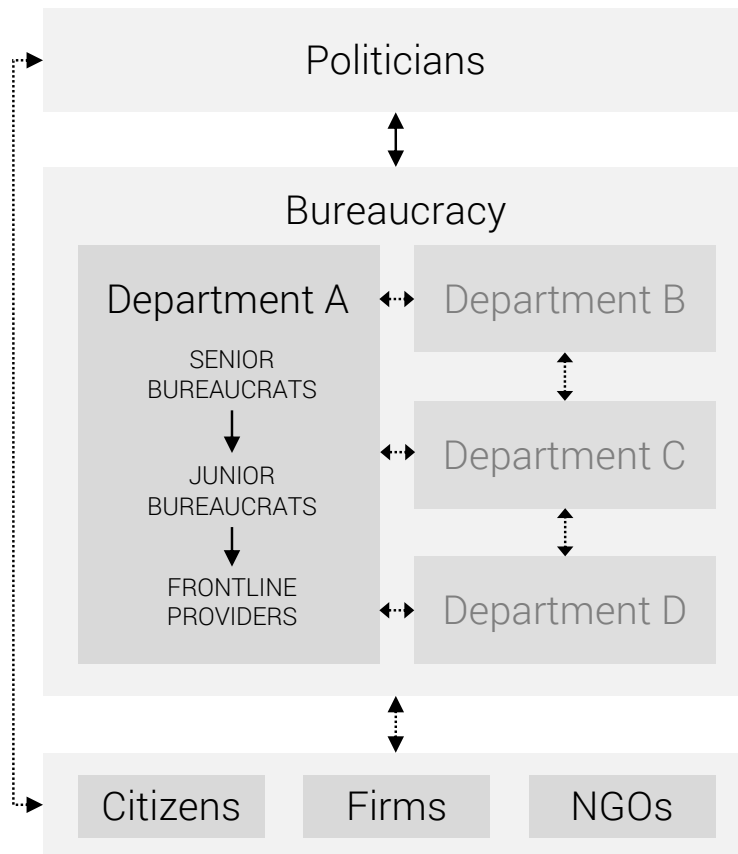 Politicians
Bureaucracy
Department A
SENIOR
BUREAUCRATS
JUNIOR
BUREAUCRATS
FRONTLINE
PROVIDERS
Department B
Department C
Department D
Citizens
Firms
NGOs